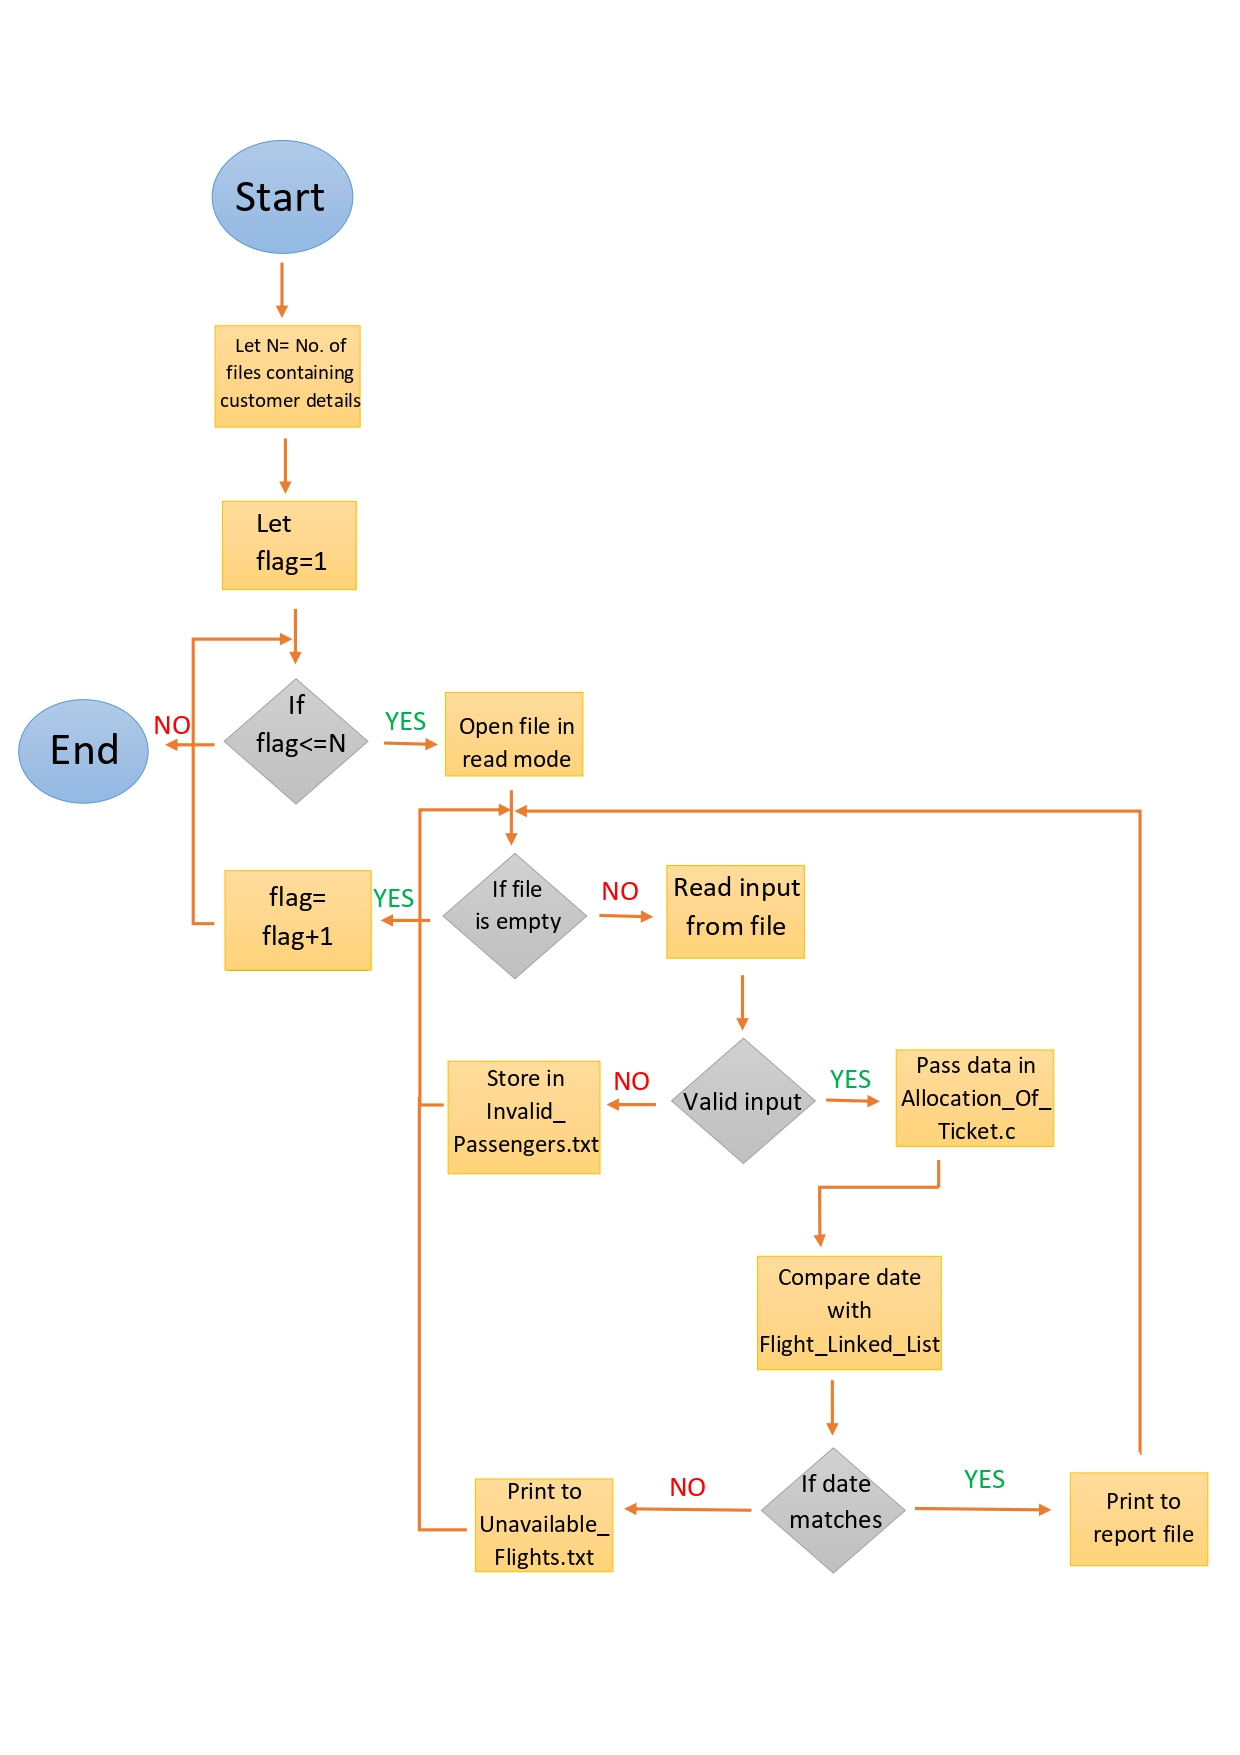 Start
Let N= No. of
files containing
customer details
Let
flag=1
If
flag<=N
NO
End
YES
Open file in
read mode
If file
is empty
YES
flag=
flag+1
NO
Read input
from file
Valid input
NO
Store in
Invalid_
Passengers.txt
YES
Pass data in
Allocation_Of_
Ticket.c
Compare date
with
Flight_Linked_List
If date
matches
NO
Print to
Unavailable_
Flights.txt
YES
Print to
report file